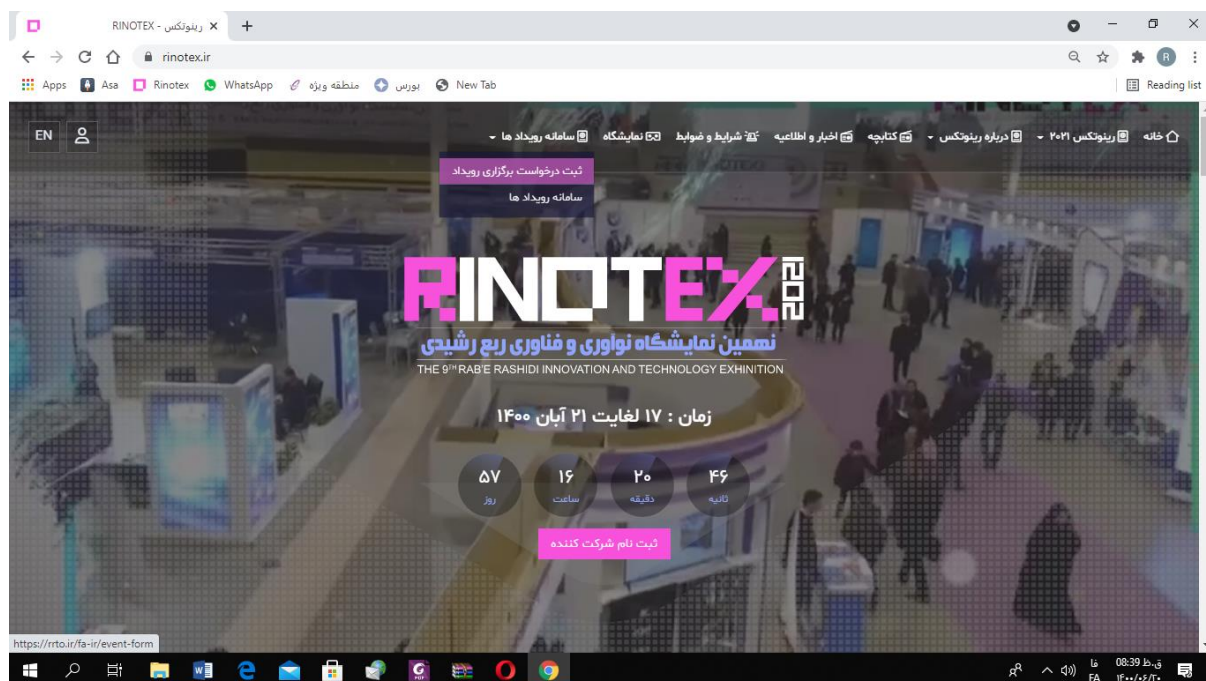 رینوتکس - RINOTEX
rinotex.ir
Apps
Asa
Rinotex
WhatsApp
منطقه ویژه
بورس
New Tab
Reading list
خانه
رینوتکس ۲۰۲۱
درباره رینوتکس
کتابچه
اخبار و اطلاعیه
شرایط و ضوابط
نمایشگاه
سامانه رویداد ها
EN
ثبت درخواست برگزاری رویداد
سامانه رویداد ها
RINOTEX 2021
نهمین نمایشگاه نوآوری و فناوری ربع رشیدی
THE 9TH RAB'E RASHIDI INNOVATION AND TECHNOLOGY EXHINITION
زمان : ۱۷ لغایت ۲۱ آبان ۱۴۰۰
۵۷ ۱۶ ۲۰ ۴۶
روز ساعت دقیقه ثانیه
ثبت نام شرکت کننده
https://rrto.ir/fa-ir/event-form
فا
FA
08:39 ق.ظ